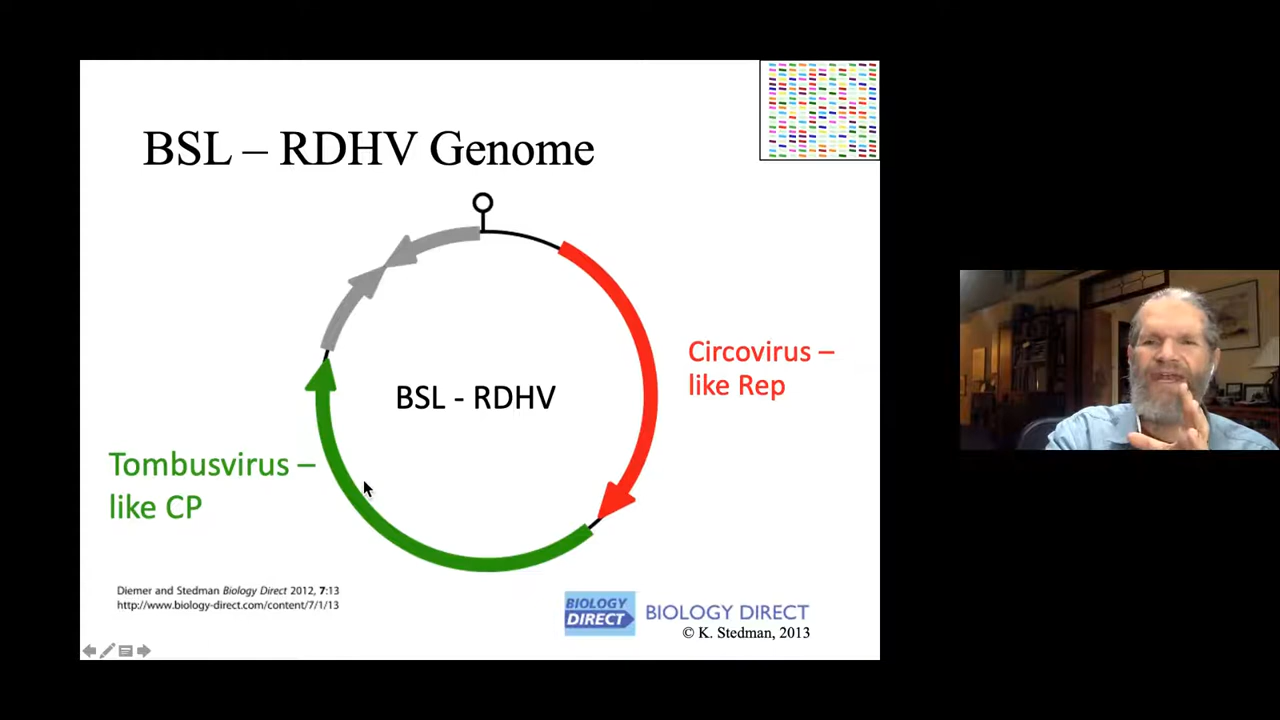 BSL – RDHV Genome
Circovirus –
like Rep
BSL - RDHV
Tombusvirus –
like CP
Diemer and Stedman Biology Direct 2012, 7:13
http://www.biology-direct.com/content/7/1/13
BIOLOGY
DIRECT
BIOLOGY DIRECT
© K. Stedman, 2013